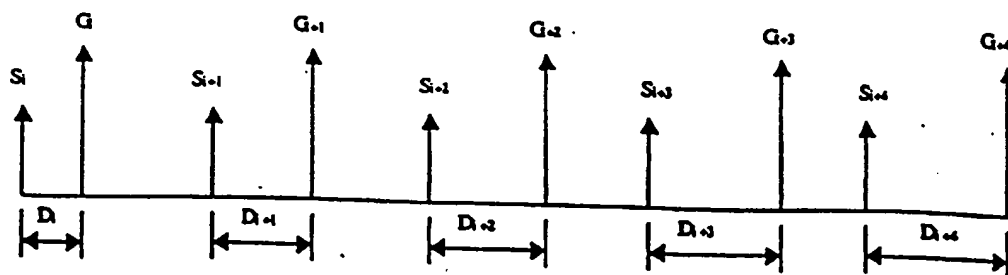 Gi Gi+1 Gi+2 Gi+3 Gi+4
Si Si+1 Si+2 Si+3 Si+4
Di Di+1 Di+2 Di+3 Di+4